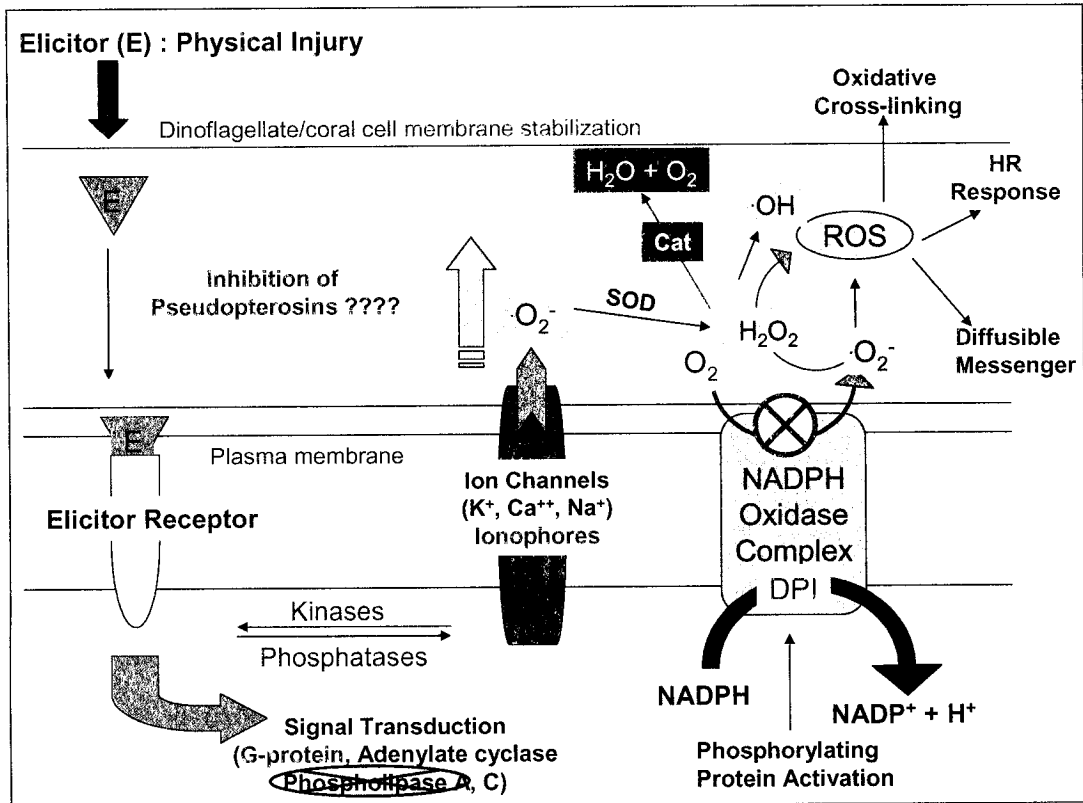 Elicitor (E) : Physical Injury
Dinoflagellate/coral cell membrane stabilization
Oxidative
Cross-linking
H₂O + O₂
HR
Response
E
·OH
ROS
Cat
Inhibition of
Pseudopterosins ????
·O₂⁻
SOD
H₂O₂
·O₂⁻
Diffusible
Messenger
O₂
E
Plasma membrane
Elicitor Receptor
Ion Channels
(K⁺, Ca⁺⁺, Na⁺)
Ionophores
NADPH
Oxidase
Complex
DPI
Kinases
Phosphatases
NADPH
NADP⁺ + H⁺
Signal Transduction
(G-protein, Adenylate cyclase
Phospholipase A, C)
Phosphorylating
Protein Activation